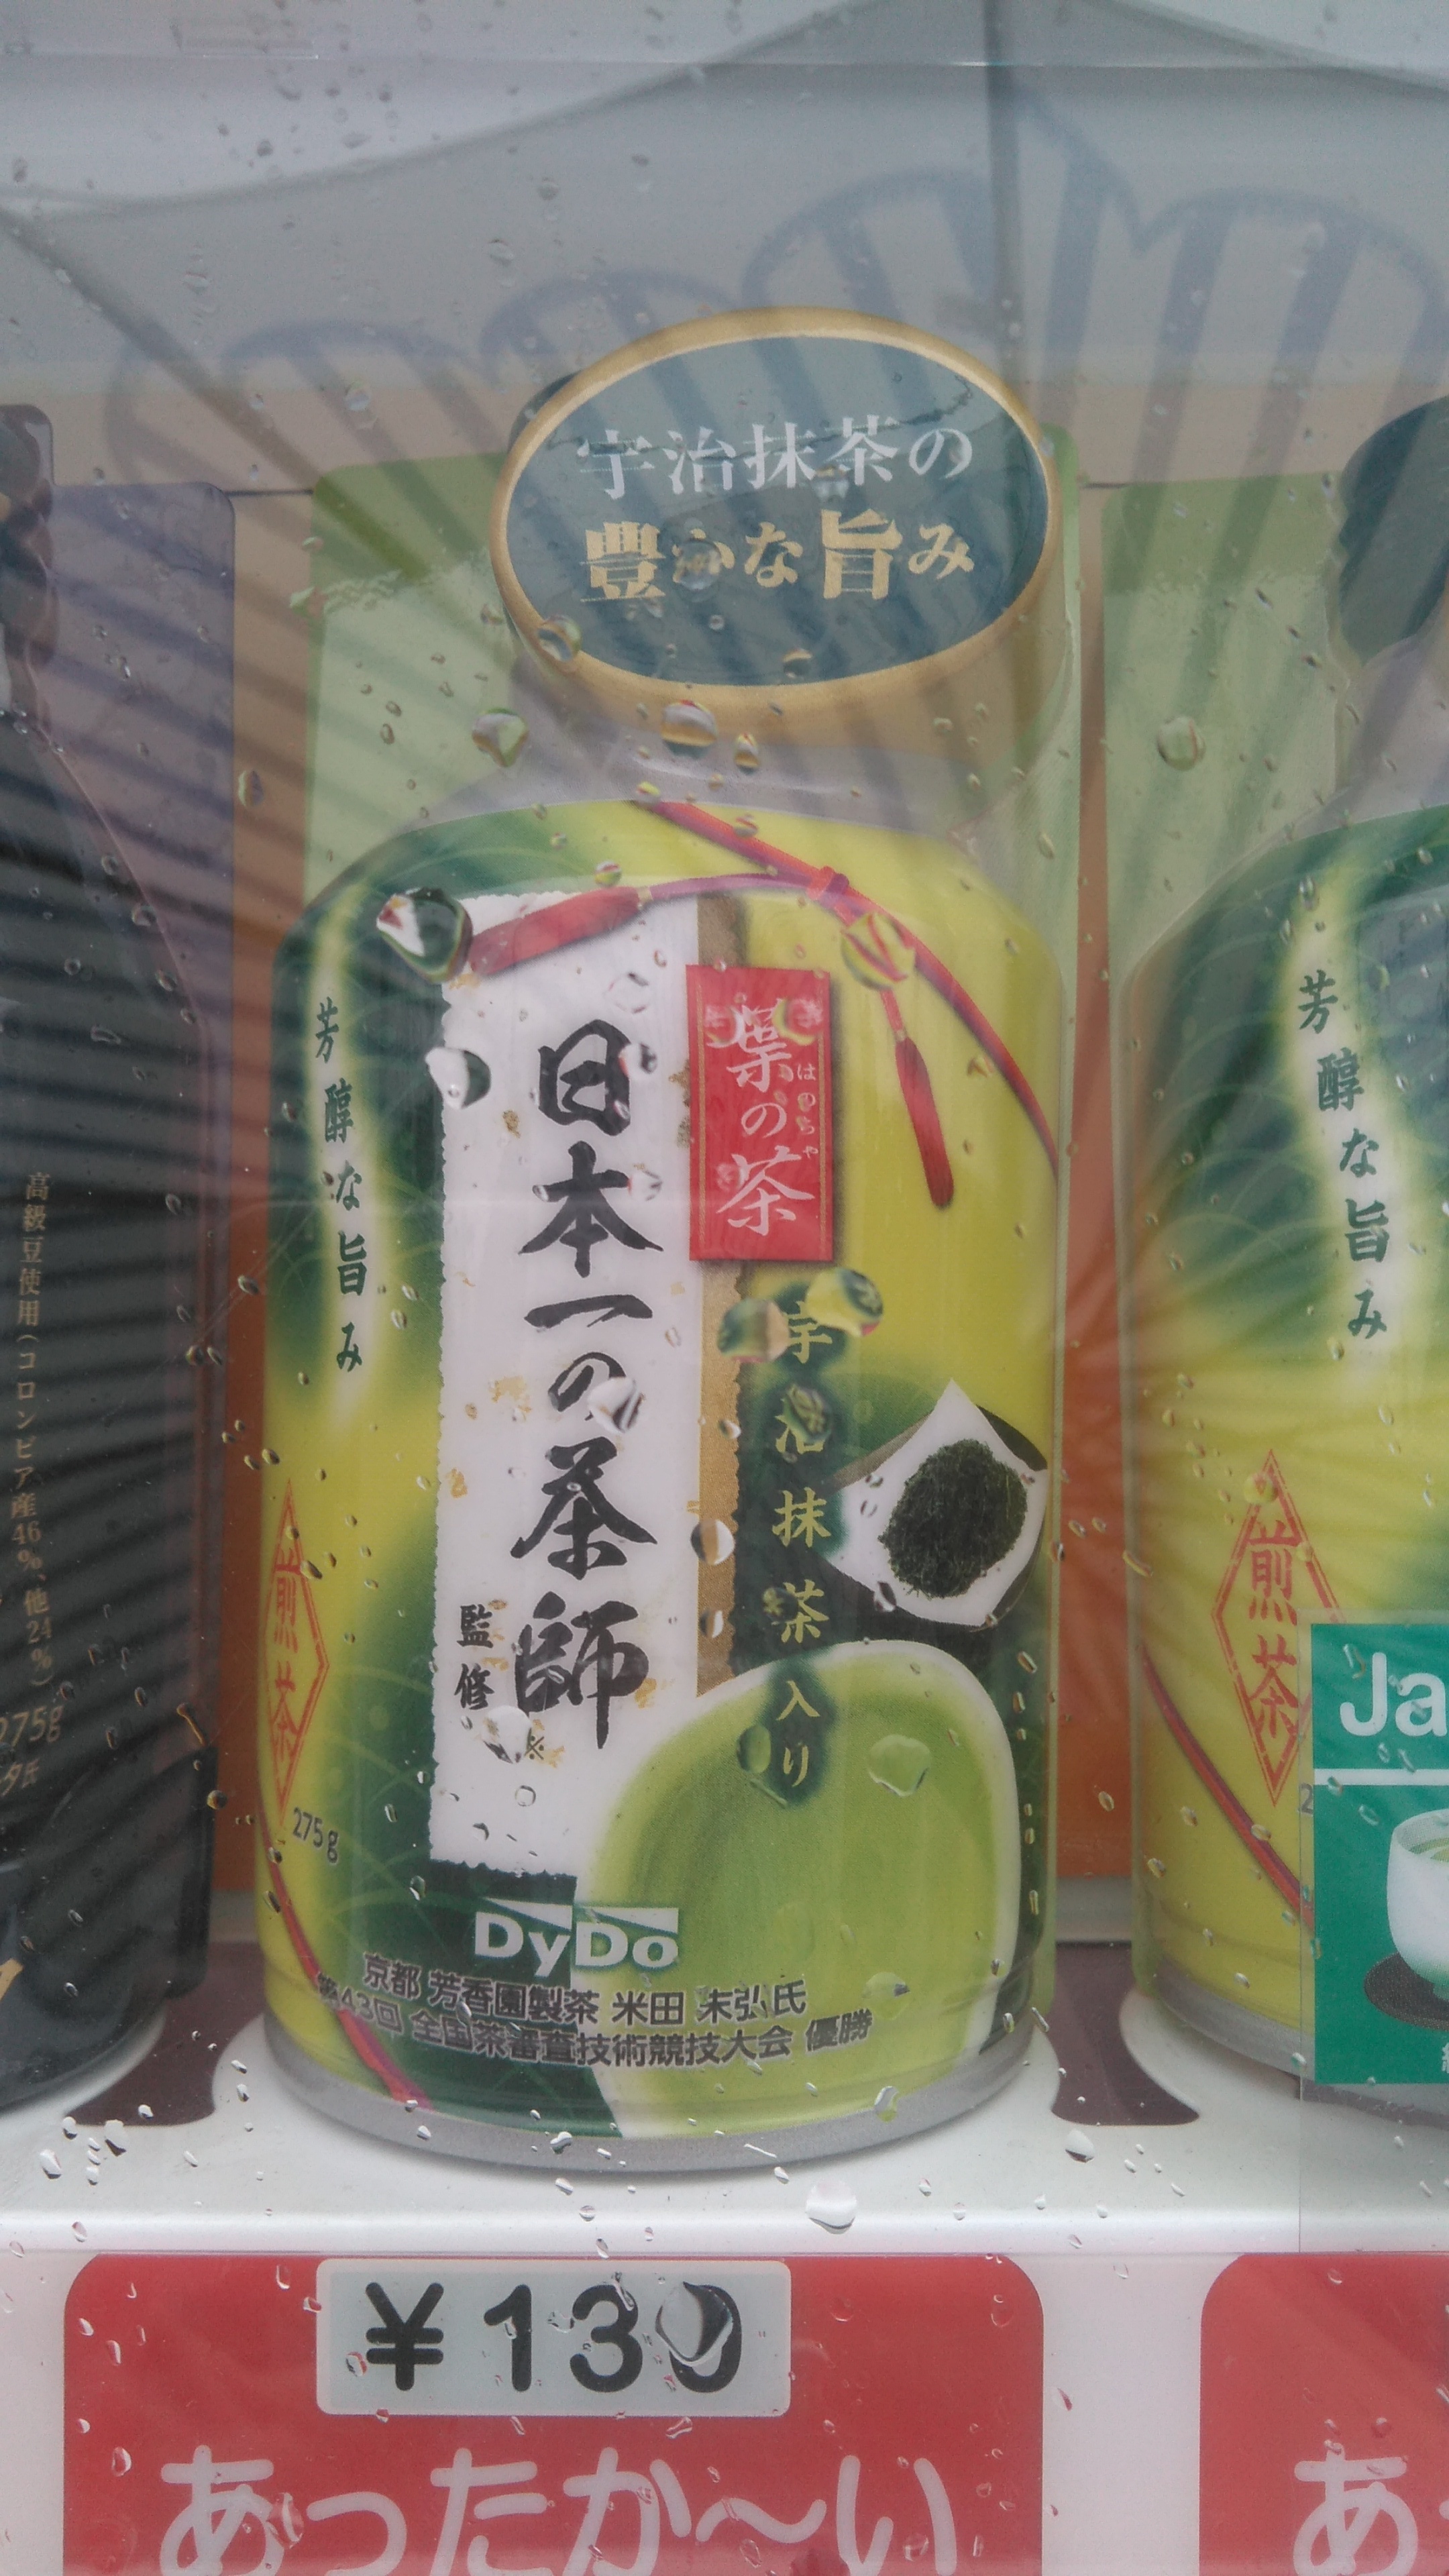 宇治抹茶の
豊かな旨み
芳醇な旨み
日本一の茶師
監修※
葉の茶
はのちゃ
宇治抹茶入り
煎茶
275g
DyDo
京都 芳香園製茶 米田 末弘氏
第43回 全国茶審査技術競技大会 優勝
¥130
あったか〜い
高級豆使用(コロンビア産46%、他24%)
275g
氏
芳醇な旨み
煎茶
Ja
あ